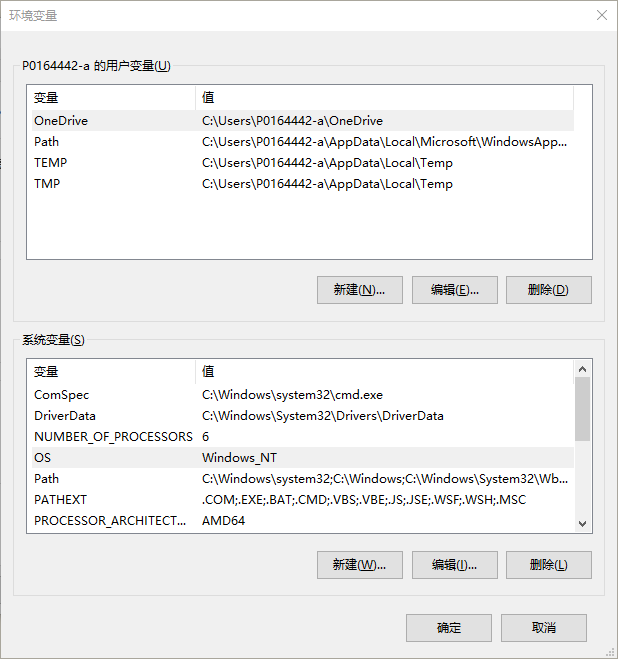 环境变量
P0164442-a 的用户变量(U)
变量 值
OneDrive C:\Users\P0164442-a\OneDrive
Path C:\Users\P0164442-a\AppData\Local\Microsoft\WindowsApp...
TEMP C:\Users\P0164442-a\AppData\Local\Temp
TMP C:\Users\P0164442-a\AppData\Local\Temp
新建(N)... 编辑(E)... 删除(D)
系统变量(S)
变量 值
ComSpec C:\Windows\system32\cmd.exe
DriverData C:\Windows\System32\Drivers\DriverData
NUMBER_OF_PROCESSORS 6
OS Windows_NT
Path C:\Windows\system32;C:\Windows;C:\Windows\System32\Wb...
PATHEXT .COM;.EXE;.BAT;.CMD;.VBS;.VBE;.JS;.JSE;.WSF;.WSH;.MSC
PROCESSOR_ARCHITECT... AMD64
新建(W)... 编辑(I)... 删除(L)
确定 取消